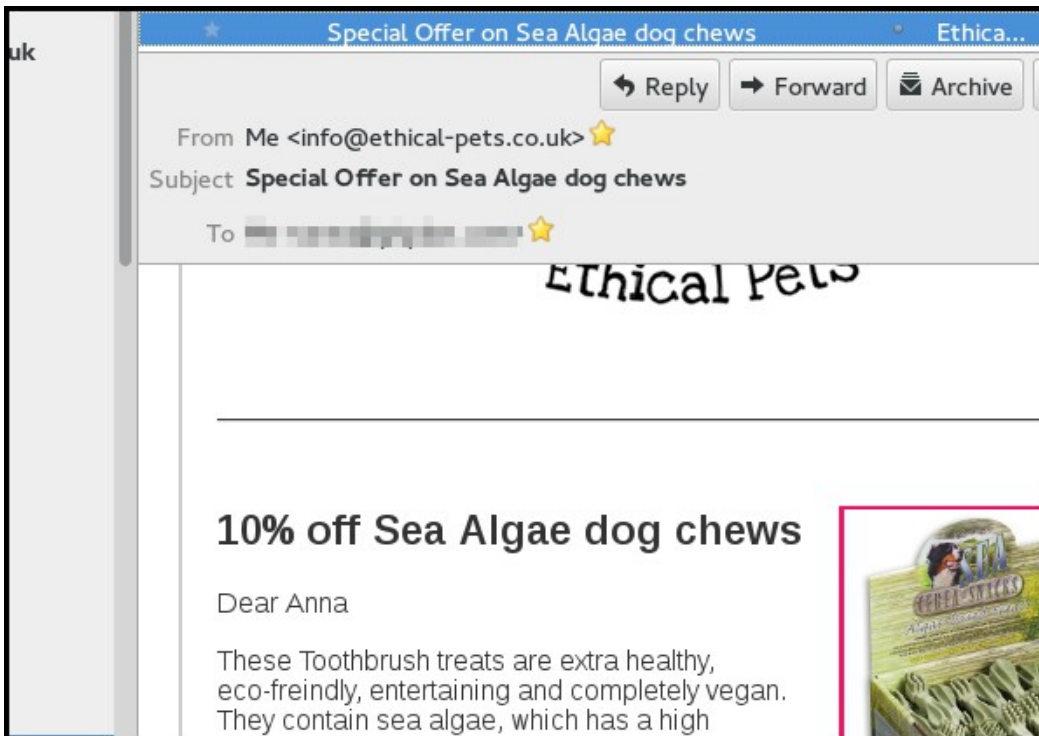 uk
Special Offer on Sea Algae dog chews Ethica...
Reply Forward Archive
From Me <info@ethical-pets.co.uk>
Subject Special Offer on Sea Algae dog chews
To
Ethical Pets
10% off Sea Algae dog chews
SEA
Dear Anna
These Toothbrush treats are extra healthy,
eco-freindly, entertaining and completely vegan.
They contain sea algae, which has a high